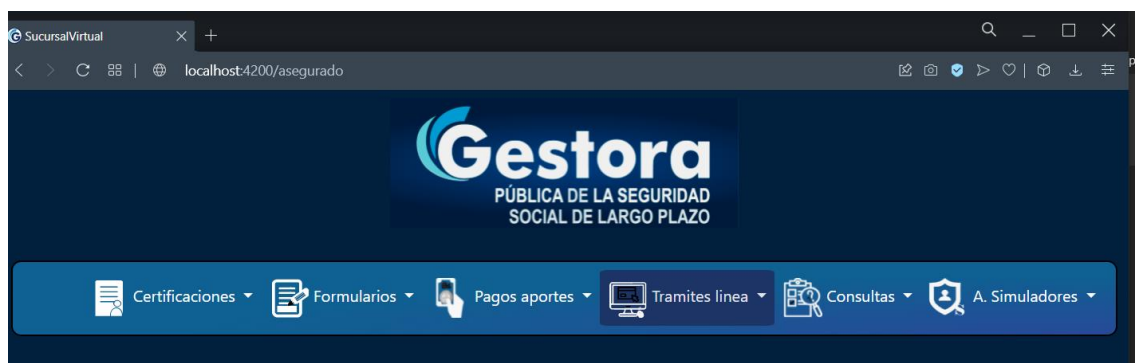 SucursalVirtual
localhost:4200/asegurado
Gestora
PÚBLICA DE LA SEGURIDAD
SOCIAL DE LARGO PLAZO
Certificaciones Formularios Pagos aportes Tramites linea Consultas A. Simuladores